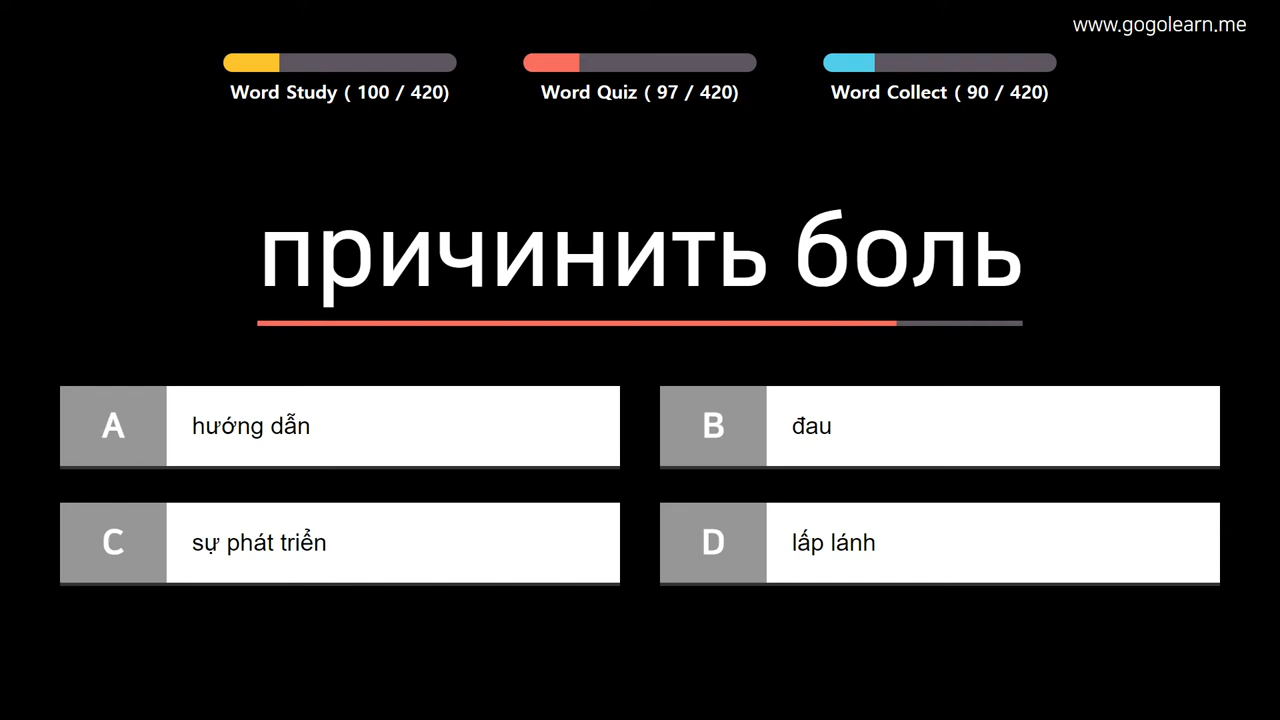 www.gogolearn.me
Word Study ( 100 / 420)
Word Quiz ( 97 / 420)
Word Collect ( 90 / 420)
причинить боль
A hướng dẫn
B đau
C sự phát triển
D lấp lánh